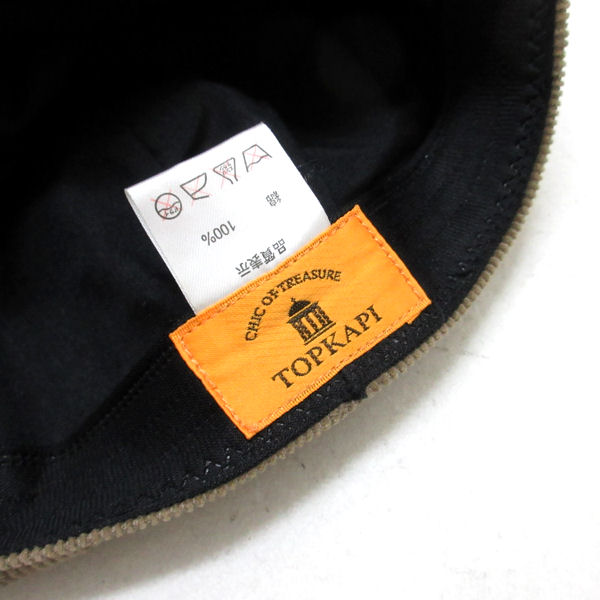 CHIC OF TREASURE
TOPKAPI
品質表示
綿 100%